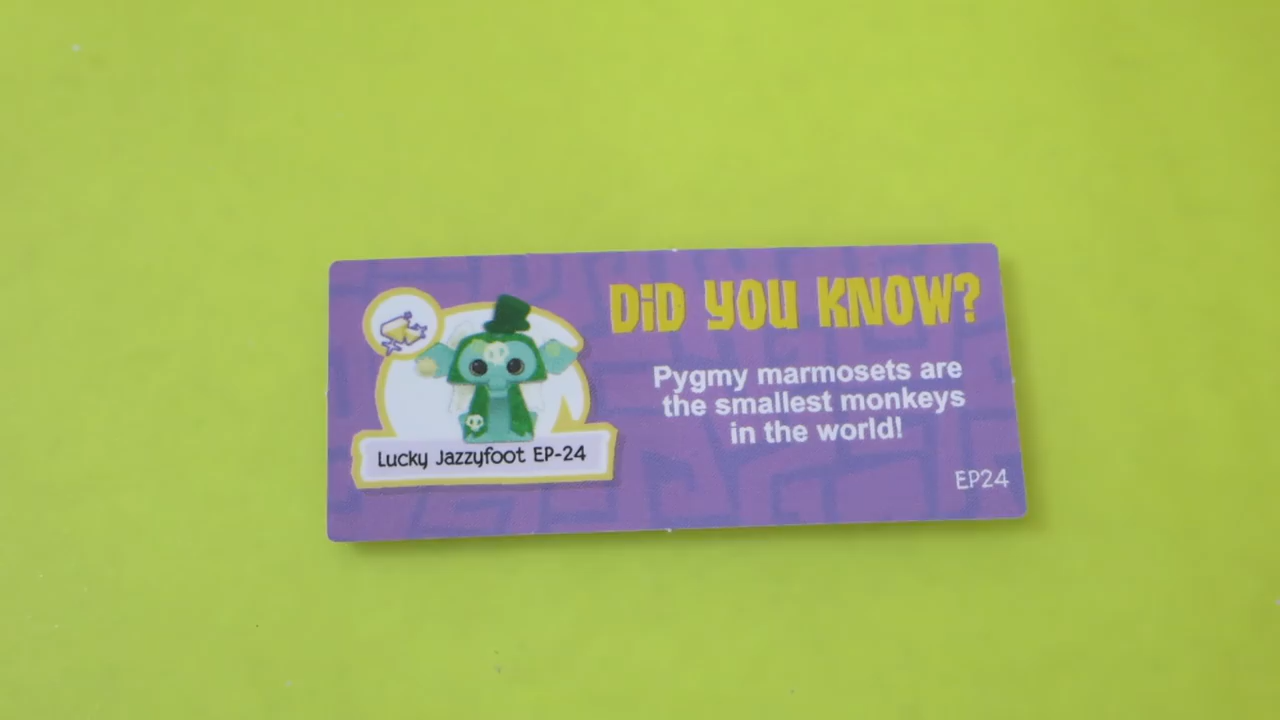 DiD YOU KNOW?
Pygmy marmosets are
the smallest monkeys
in the world!
Lucky Jazzyfoot EP-24
EP24